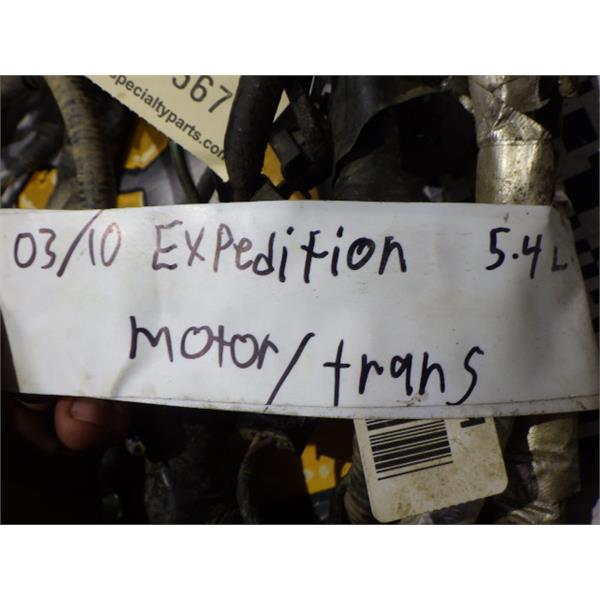 567
specialtyparts.com
03/10 EXPedition 5.4L
motor/trans